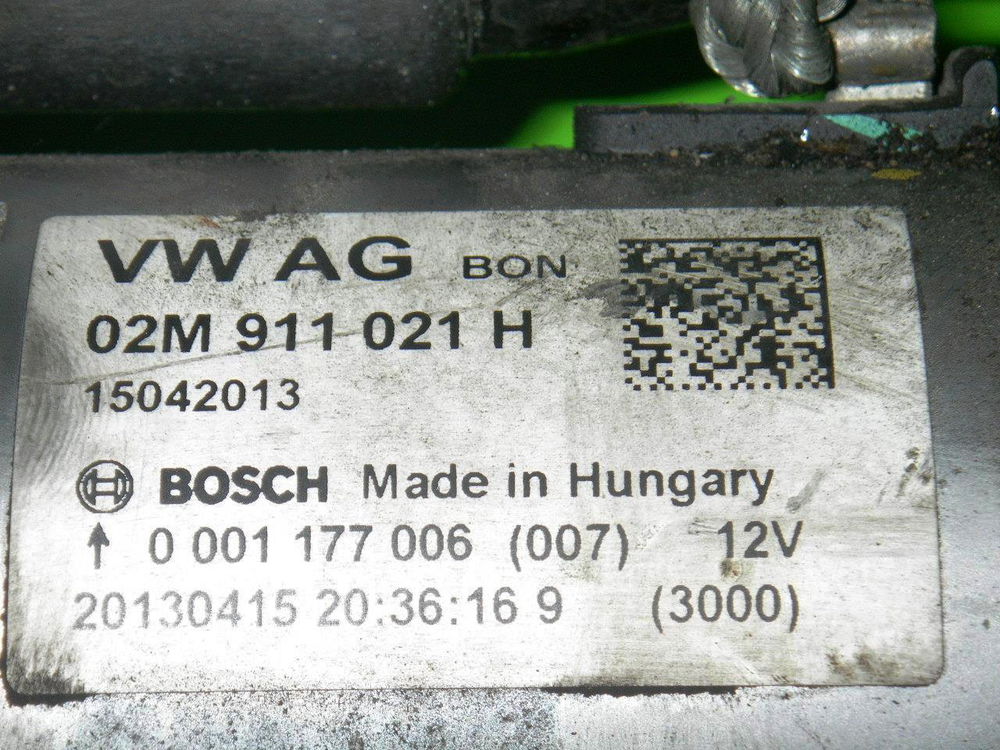 VW AG BON
02M 911 021 H
15042013
BOSCH Made in Hungary
↑ 0 001 177 006 (007) 12V
20130415 20:36:16 9 (3000)